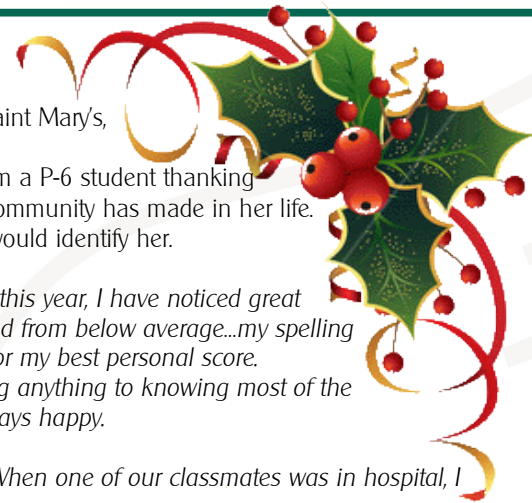 aint Mary's,
m a P-6 student thanking
ommunity has made in her life.
would identify her.
this year, I have noticed great
d from below average...my spelling
or my best personal score.
g anything to knowing most of the
ays happy.
When one of our classmates was in hospital, I